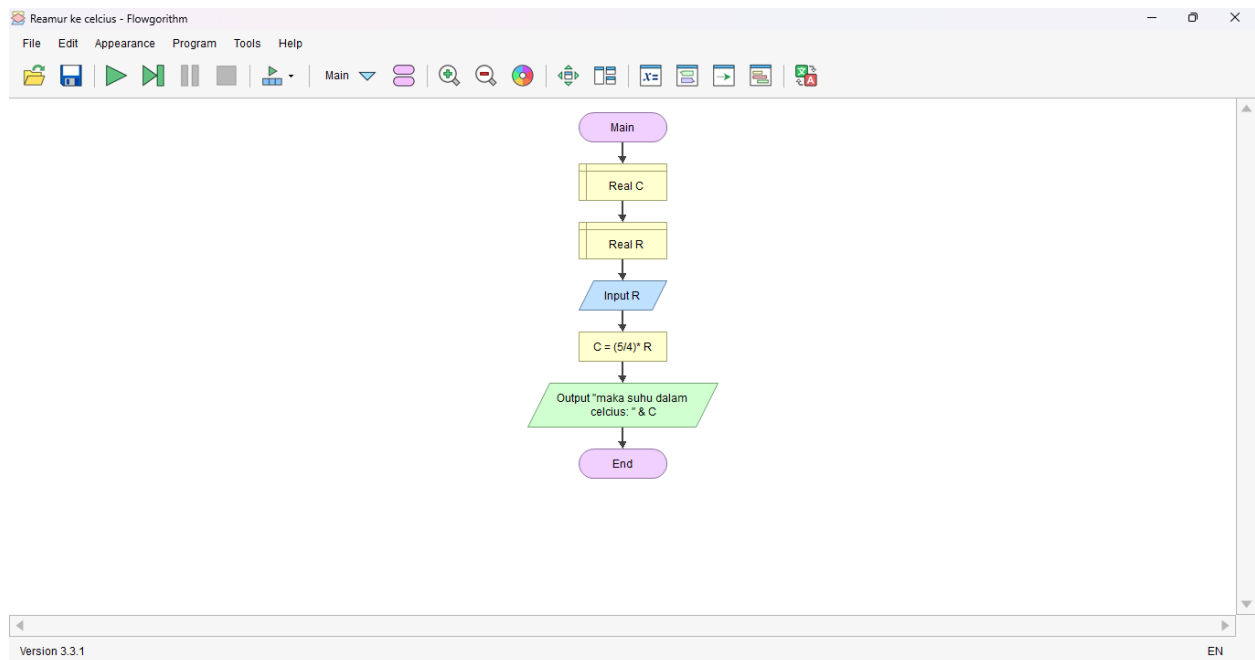 Reamur ke celcius - Flowgorithm
File Edit Appearance Program Tools Help
Main
x=
Main
Real C
Real R
Input R
C = (5/4)* R
Output "maka suhu dalam
celcius: " & C
End
Version 3.3.1
EN